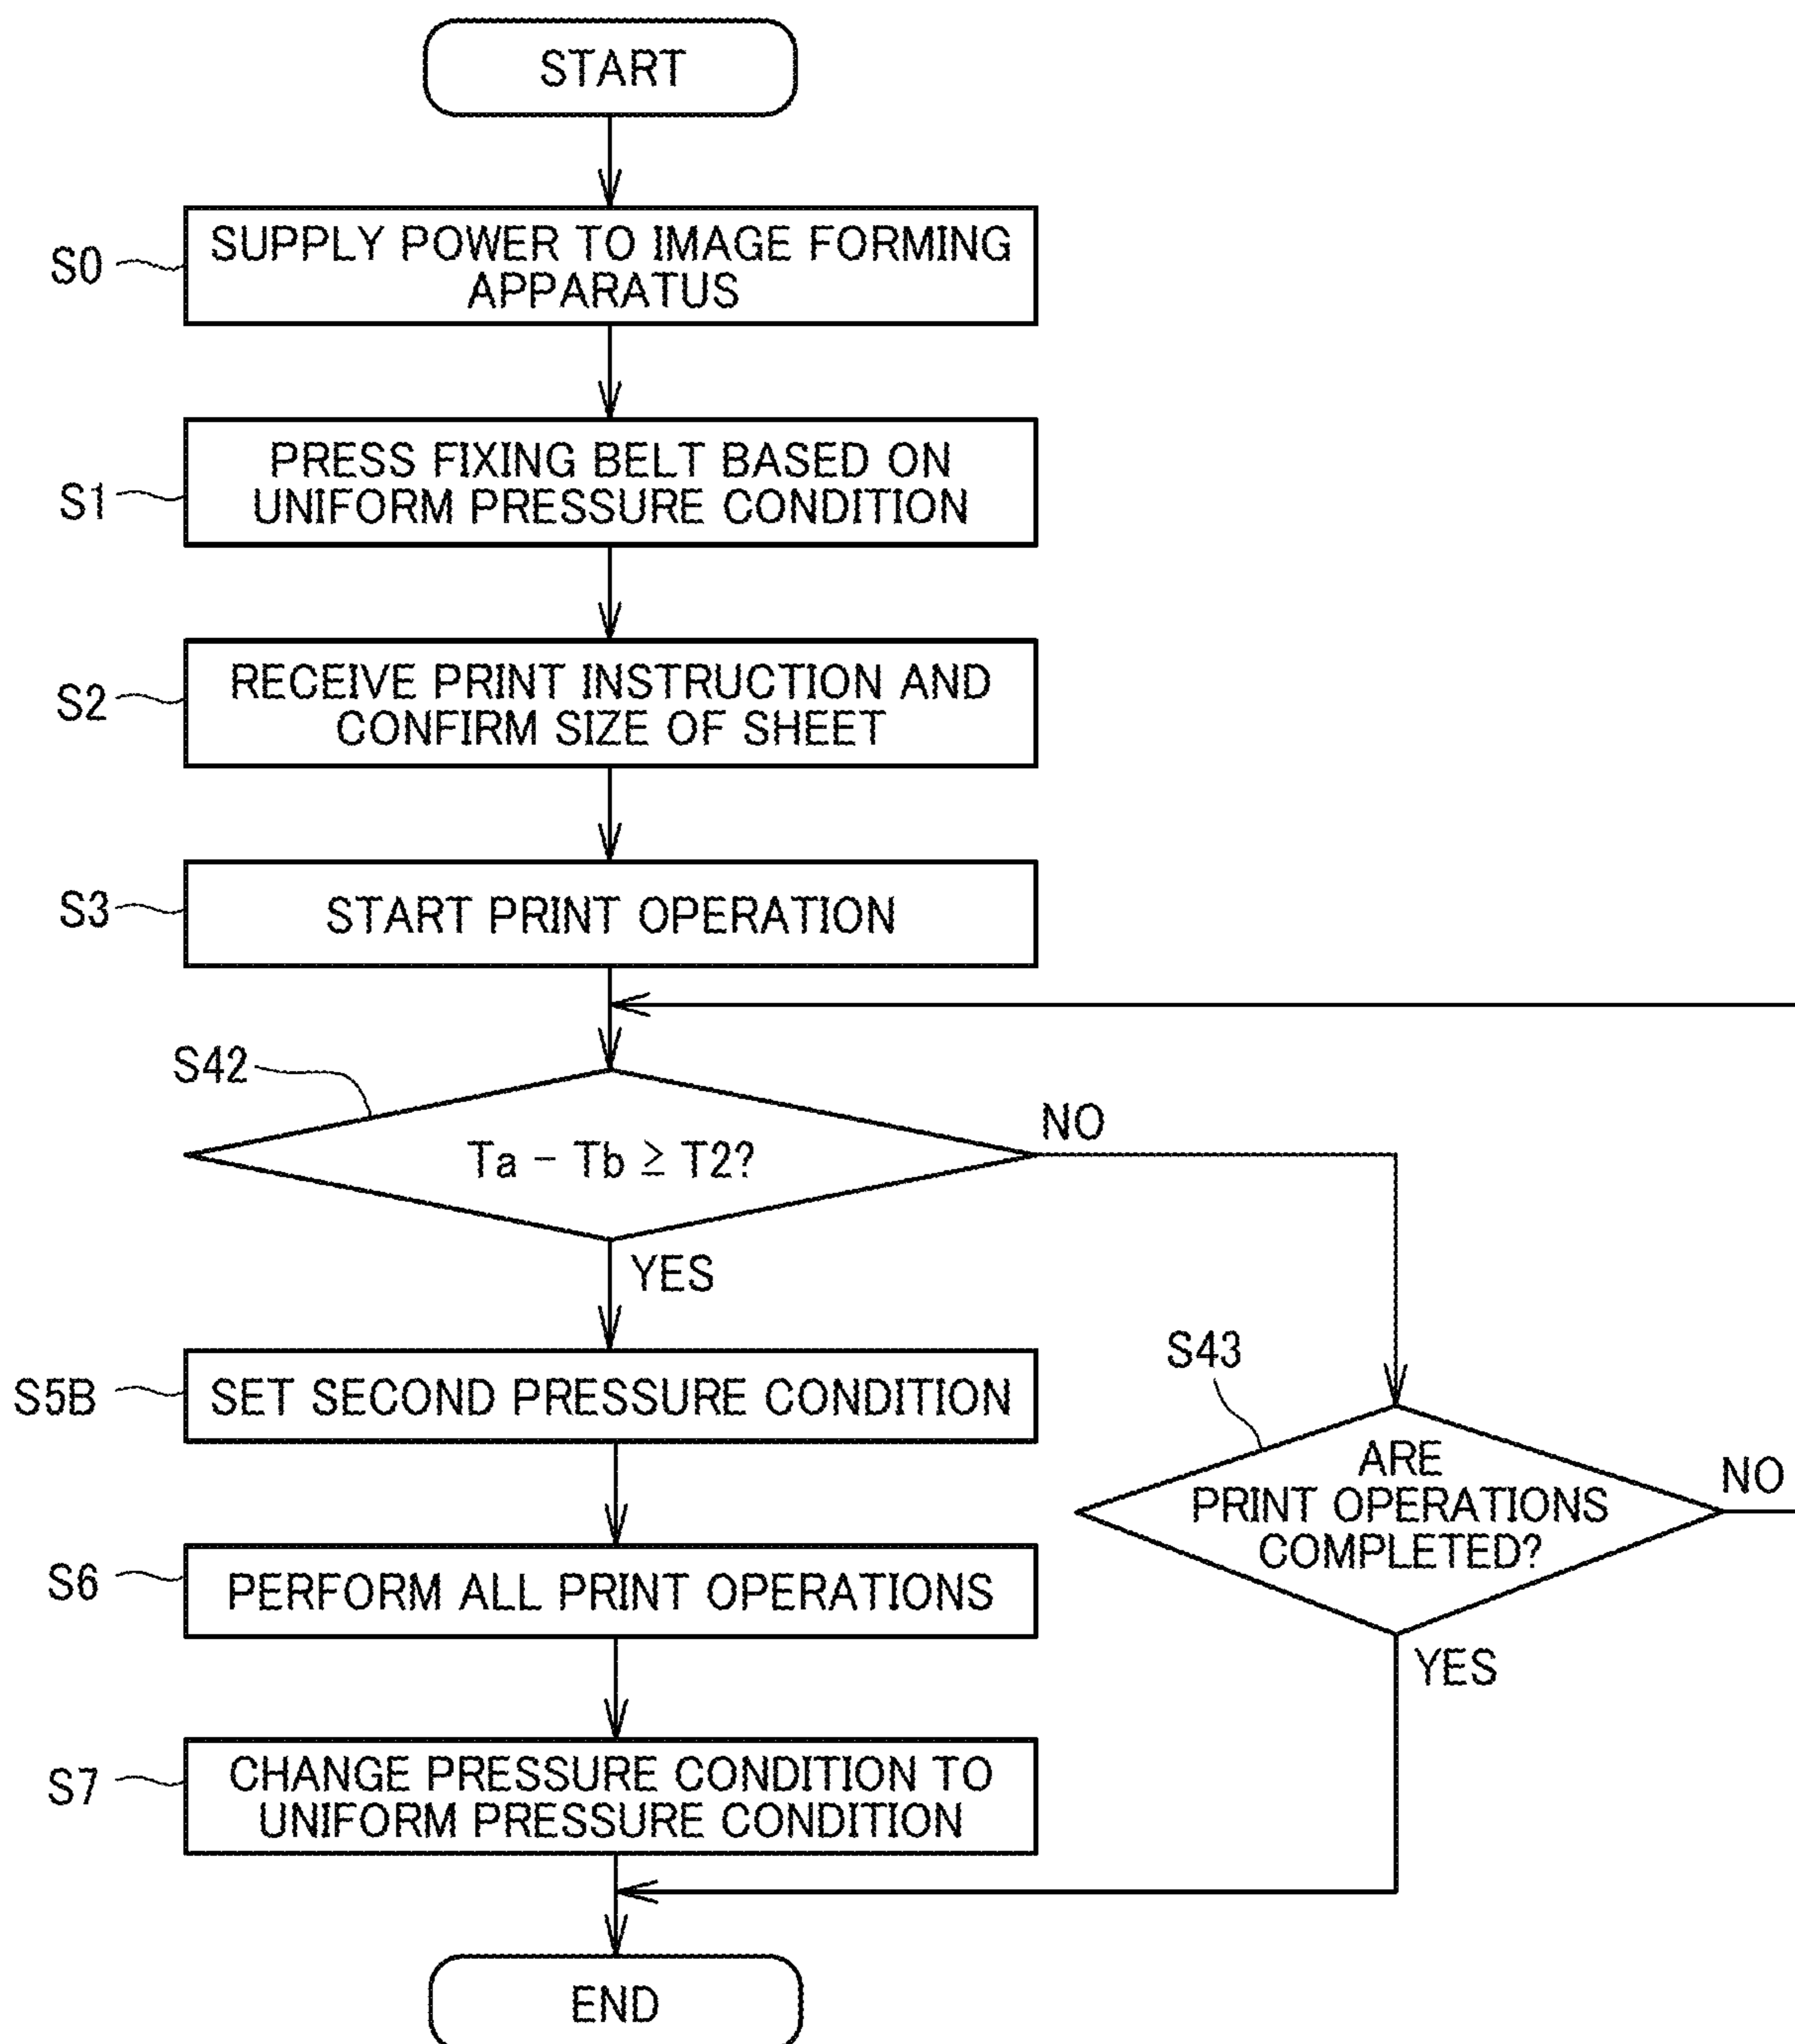 START
S0
SUPPLY POWER TO IMAGE FORMING
APPARATUS
S1
PRESS FIXING BELT BASED ON
UNIFORM PRESSURE CONDITION
S2
RECEIVE PRINT INSTRUCTION AND
CONFIRM SIZE OF SHEET
S3
START PRINT OPERATION
S42
Ta – Tb ≥ T2?
NO
YES
S5B
SET SECOND PRESSURE CONDITION
S43
ARE
PRINT OPERATIONS
COMPLETED?
NO
YES
S6
PERFORM ALL PRINT OPERATIONS
S7
CHANGE PRESSURE CONDITION TO
UNIFORM PRESSURE CONDITION
END